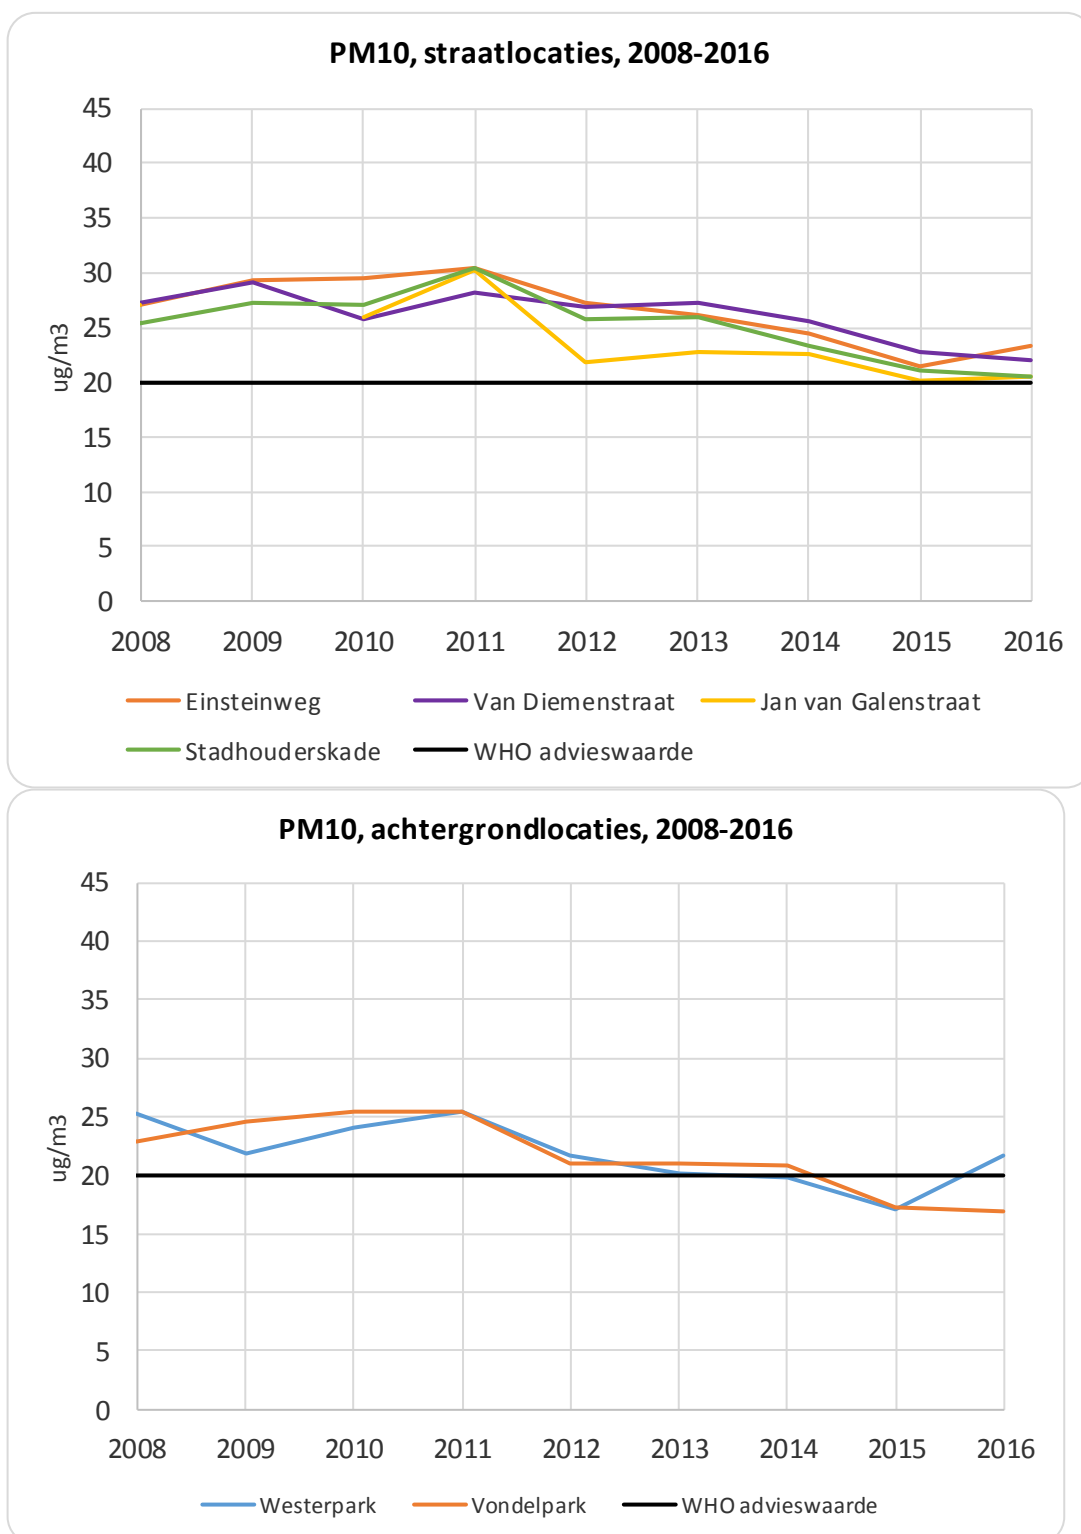 PM10, straatlocaties, 2008-2016
45
40
35
30
25
20
15
10
5
0
ug/m3
2008 2009 2010 2011 2012 2013 2014 2015 2016
Einsteinweg Van Diemenstraat Jan van Galenstraat
Stadhouderskade WHO advieswaarde
PM10, achtergrondlocaties, 2008-2016
45
40
35
30
25
20
15
10
5
0
ug/m3
2008 2009 2010 2011 2012 2013 2014 2015 2016
Westerpark Vondelpark WHO advieswaarde